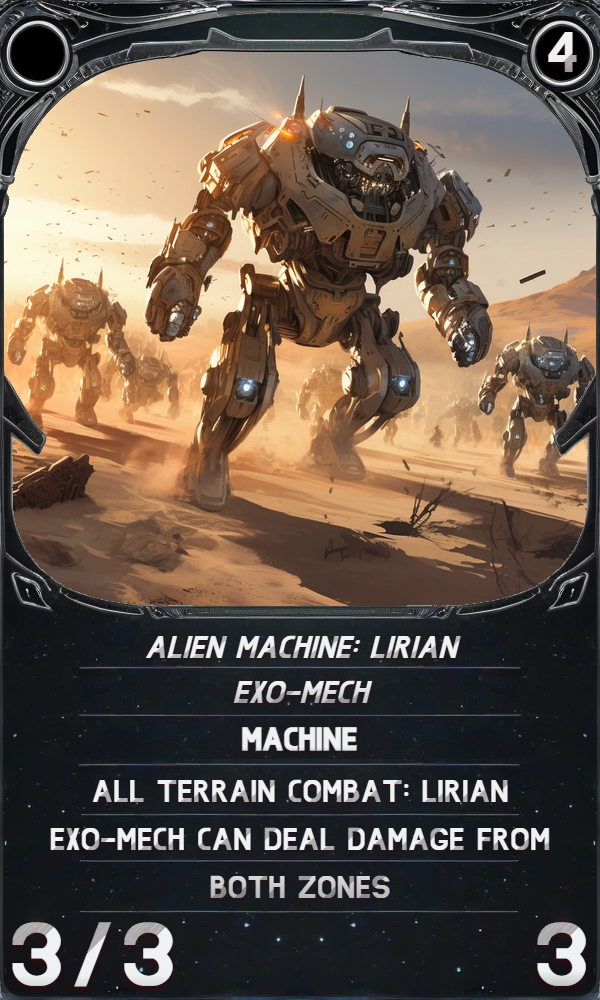 4
ALIEN MACHINE: LIRIAN
EXO-MECH
MACHINE
ALL TERRAIN COMBAT: LIRIAN
EXO-MECH CAN DEAL DAMAGE FROM
BOTH ZONES
3/3
3